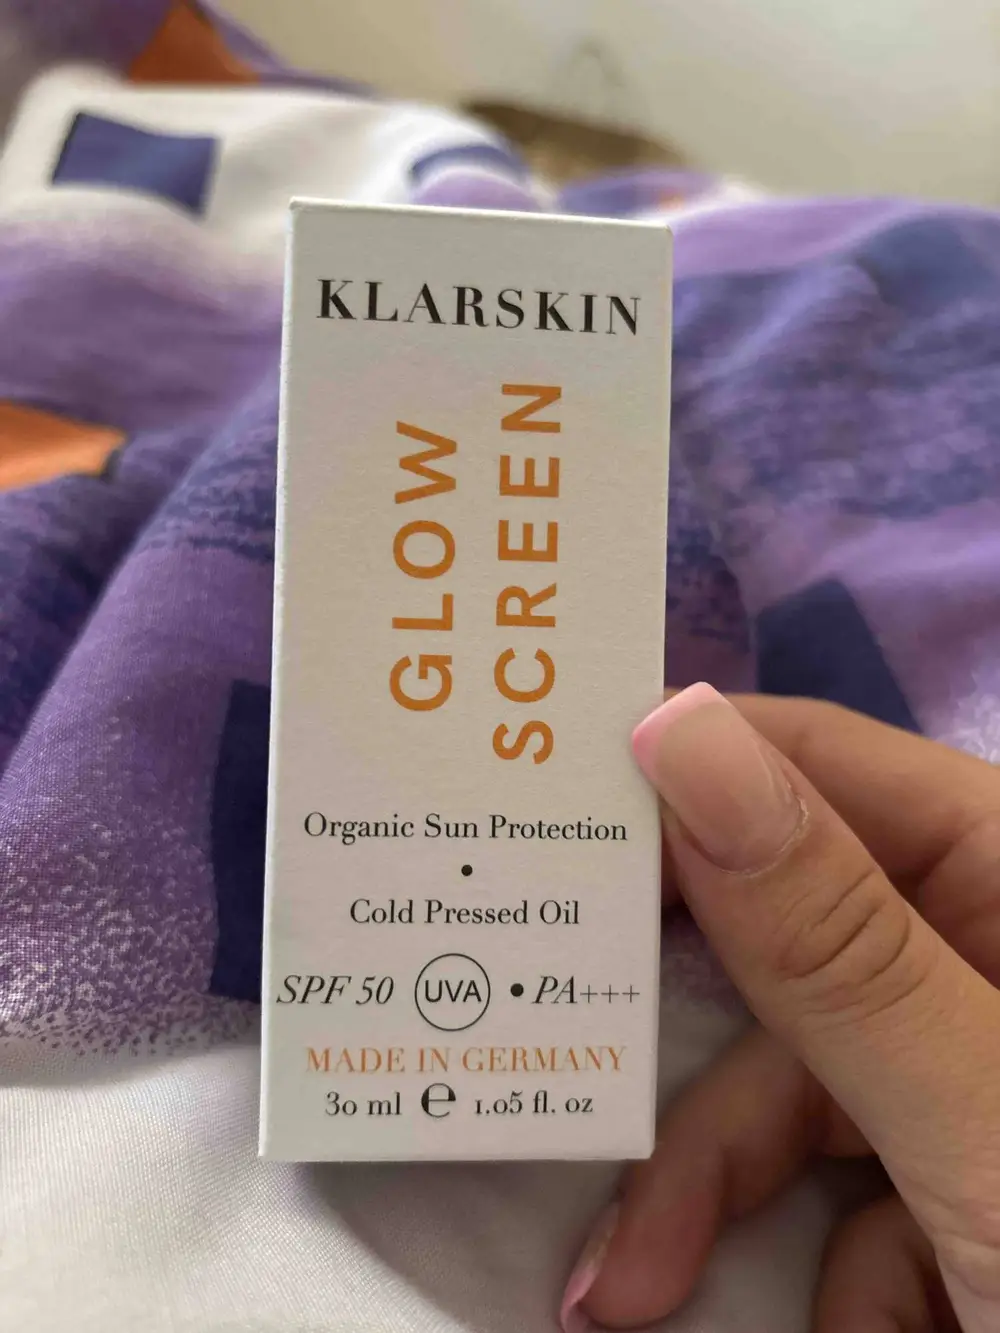 KLARSKIN
GLOW
SCREEN
Organic Sun Protection
•
Cold Pressed Oil
SPF 50 UVA • PA+++
MADE IN GERMANY
30 ml ℮ 1.05 fl. oz